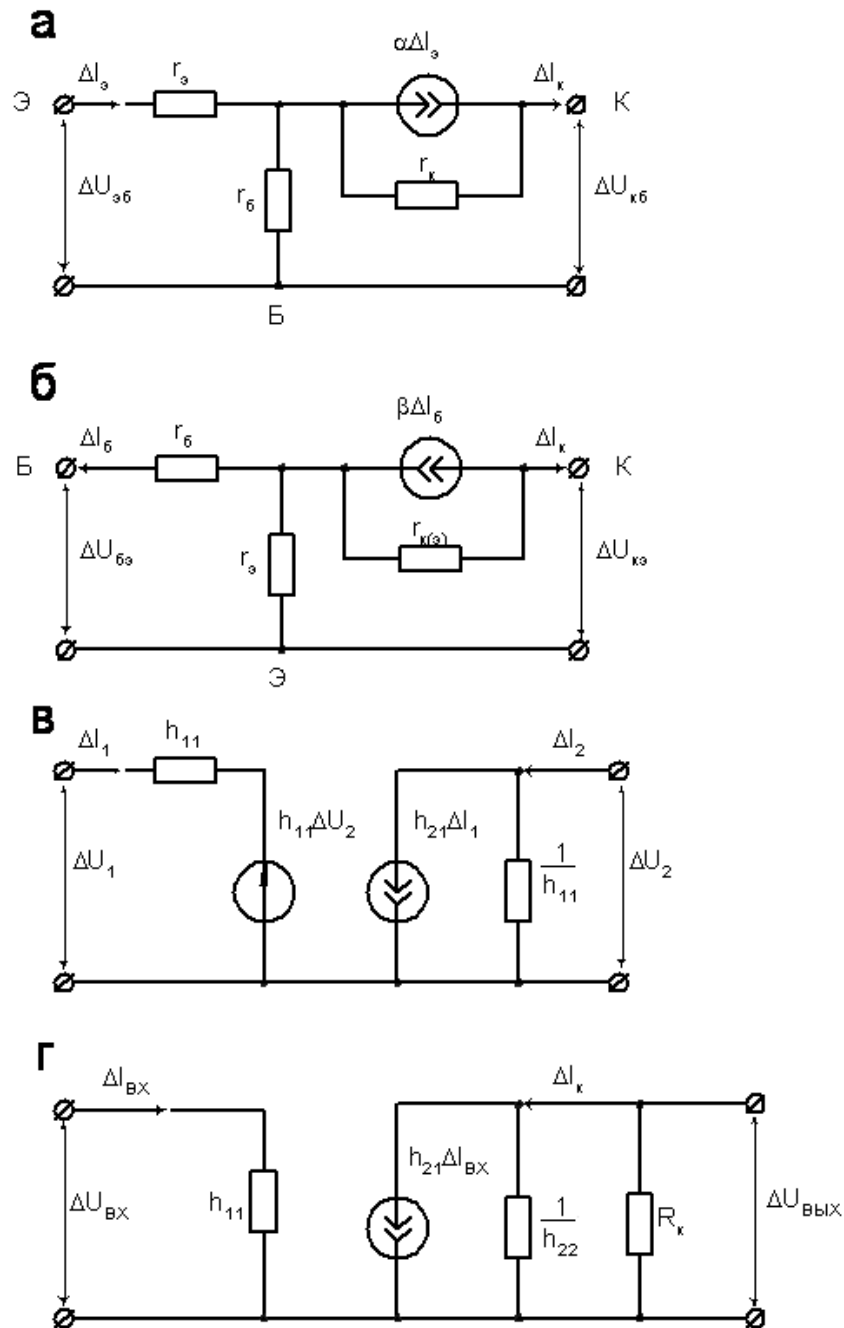 а
αΔIэ
ΔIэ
rэ
ΔIк
Э
К
ΔUэб
rб
rк
ΔUкб
Б
б
βΔIб
ΔIб
rб
ΔIк
Б
К
ΔUбэ
rэ
rк(э)
ΔUкэ
Э
в
ΔI₁
h₁₁
ΔI₂
h₁₁ΔU₂
h₂₁ΔI₁
ΔU₁
1
h₁₁
ΔU₂
г
ΔIВХ
ΔIк
h₂₁ΔIВХ
ΔUВХ
h₁₁
1
h₂₂
Rк
ΔUВЫХ